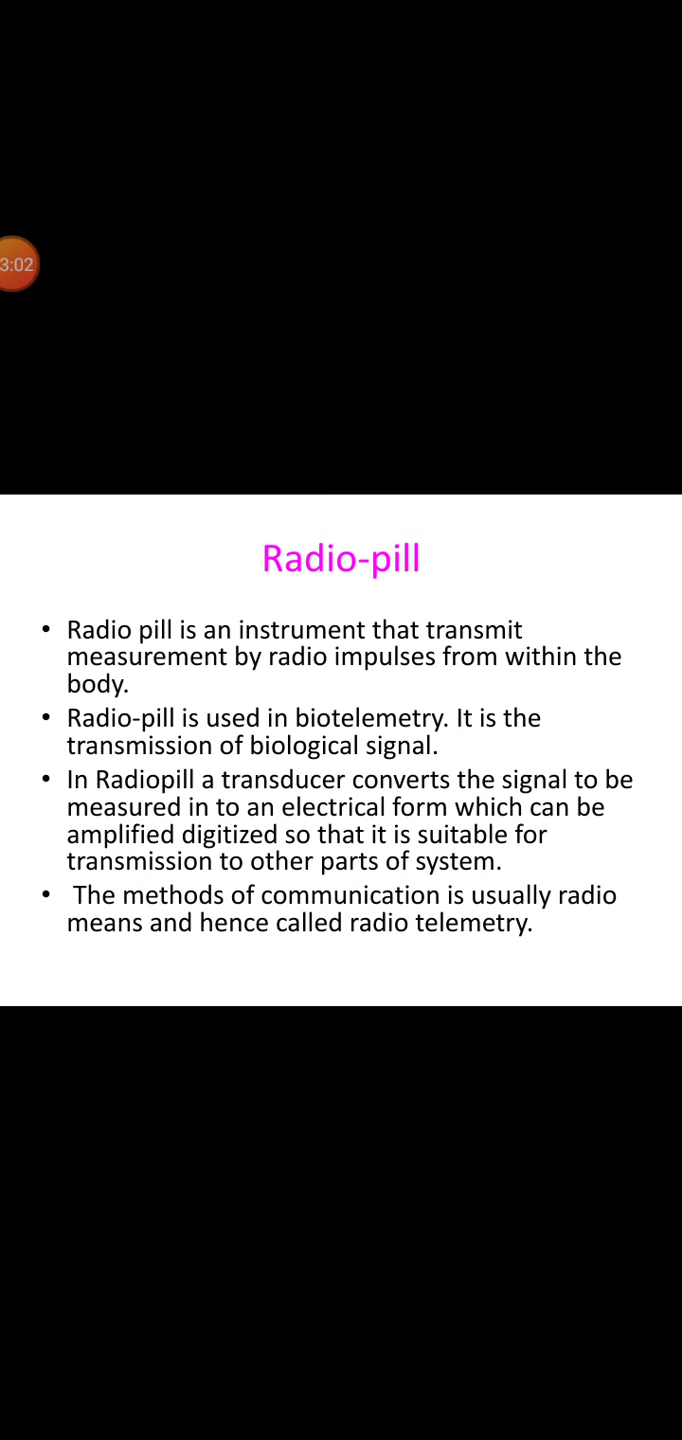 3:02
Radio-pill
• Radio pill is an instrument that transmit
measurement by radio impulses from within the
body.
• Radio-pill is used in biotelemetry. It is the
transmission of biological signal.
• In Radiopill a transducer converts the signal to be
measured in to an electrical form which can be
amplified digitized so that it is suitable for
transmission to other parts of system.
• The methods of communication is usually radio
means and hence called radio telemetry.